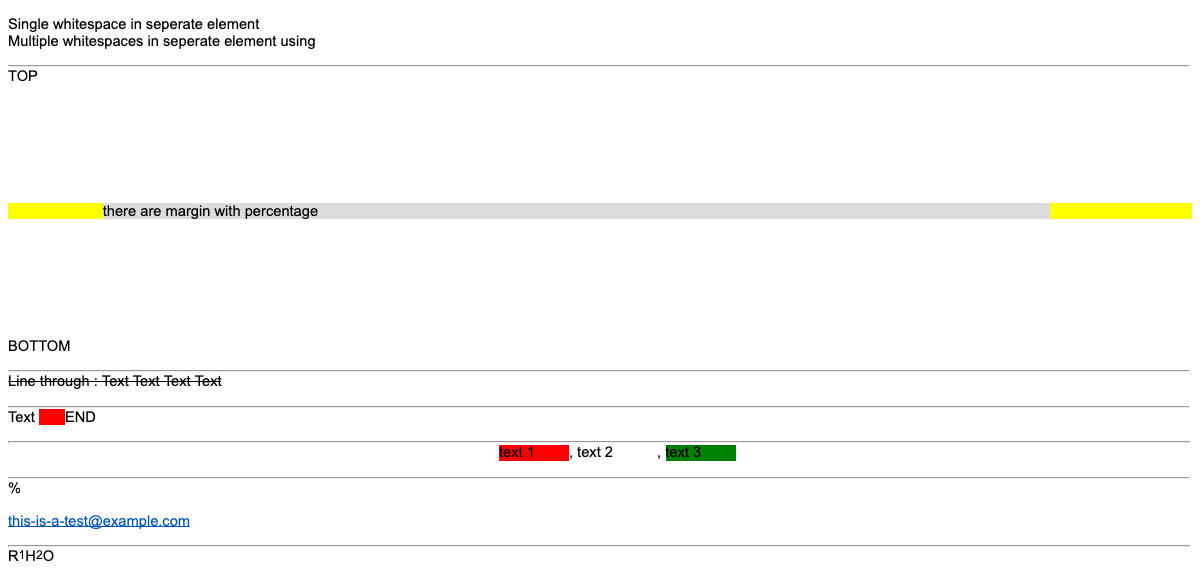 Single whitespace in seperate element
Multiple whitespaces in seperate element using
TOP
there are margin with percentage
BOTTOM
Line through : Text Text Text Text
Text END
text 1, text 2 , text 3
%
this-is-a-test@example.com
R1H2O